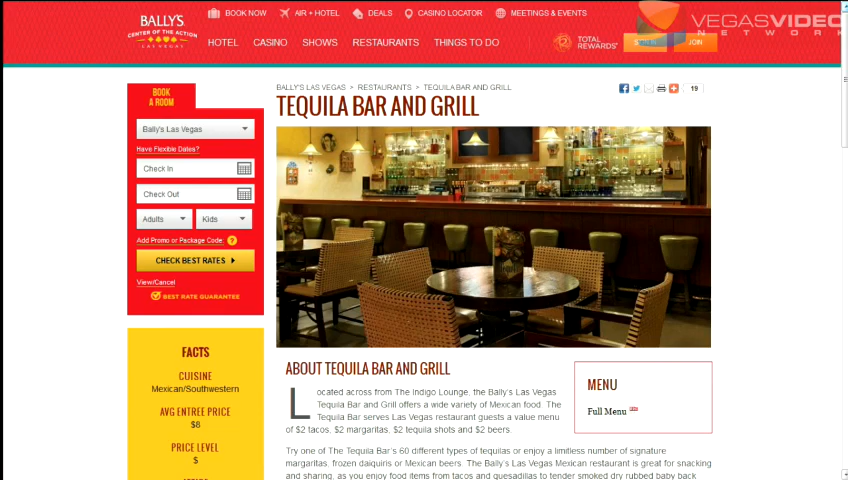 BALLY'S
CENTER OF THE ACTION
LAS VEGAS
BOOK NOW
AIR + HOTEL
DEALS
CASINO LOCATOR
MEETINGS & EVENTS
HOTEL
CASINO
SHOWS
RESTAURANTS
THINGS TO DO
TOTAL
REWARDS
JOIN
VEGASVIDEO
NETWORK
BALLY'S LAS VEGAS > RESTAURANTS > TEQUILA BAR AND GRILL
19
TEQUILA BAR AND GRILL
BOOK
A ROOM
Bally's Las Vegas
Have Flexible Dates?
Check In
Check Out
Adults
Kids
Add Promo or Package Code: ?
CHECK BEST RATES
View/Cancel
BEST RATE GUARANTEE
FACTS
CUISINE
Mexican/Southwestern
AVG ENTREE PRICE
$8
PRICE LEVEL
$
ABOUT TEQUILA BAR AND GRILL
Located across from The Indigo Lounge, the Bally's Las Vegas
Tequila Bar and Grill offers a wide variety of Mexican food. The
Tequila Bar serves Las Vegas restaurant guests a value menu
of $2 tacos, $2 margaritas, $2 tequila shots and $2 beers.
Try one of The Tequila Bar's 60 different types of tequilas or enjoy a limitless number of signature
margaritas, frozen daiquiris or Mexican beers. The Bally's Las Vegas Mexican restaurant is great for snacking
and sharing, as you enjoy food items from tacos and quesadillas to tender smoked dry rubbed baby back
MENU
Full Menu